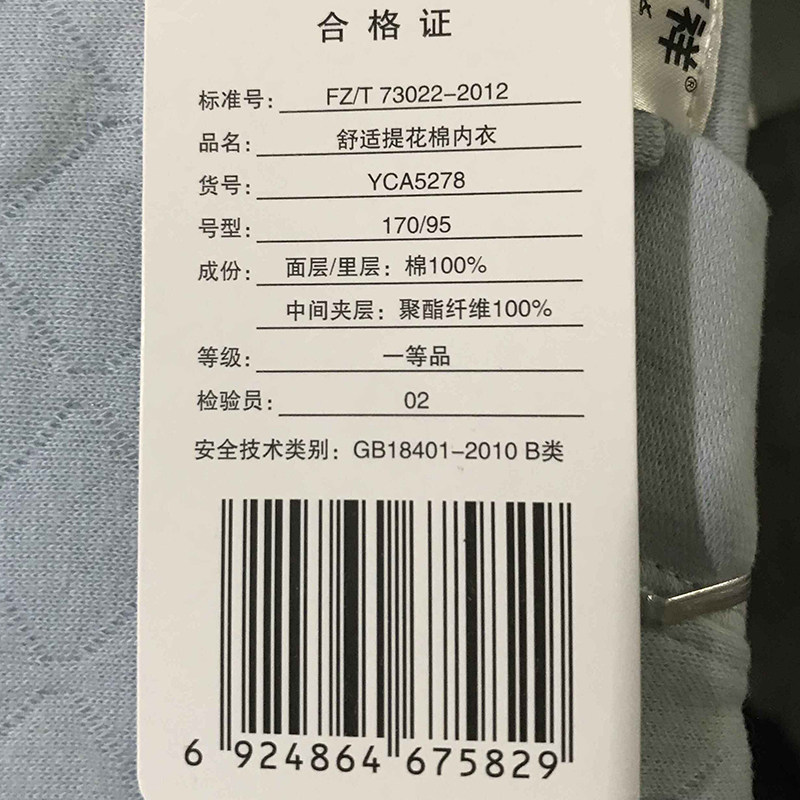 合格证
祥®
标准号: FZ/T 73022-2012
品名: 舒适提花棉内衣
货号: YCA5278
号型: 170/95
成份: 面层/里层: 棉100%
中间夹层: 聚酯纤维100%
等级: 一等品
检验员: 02
安全技术类别: GB18401-2010 B类
6 924864 675829